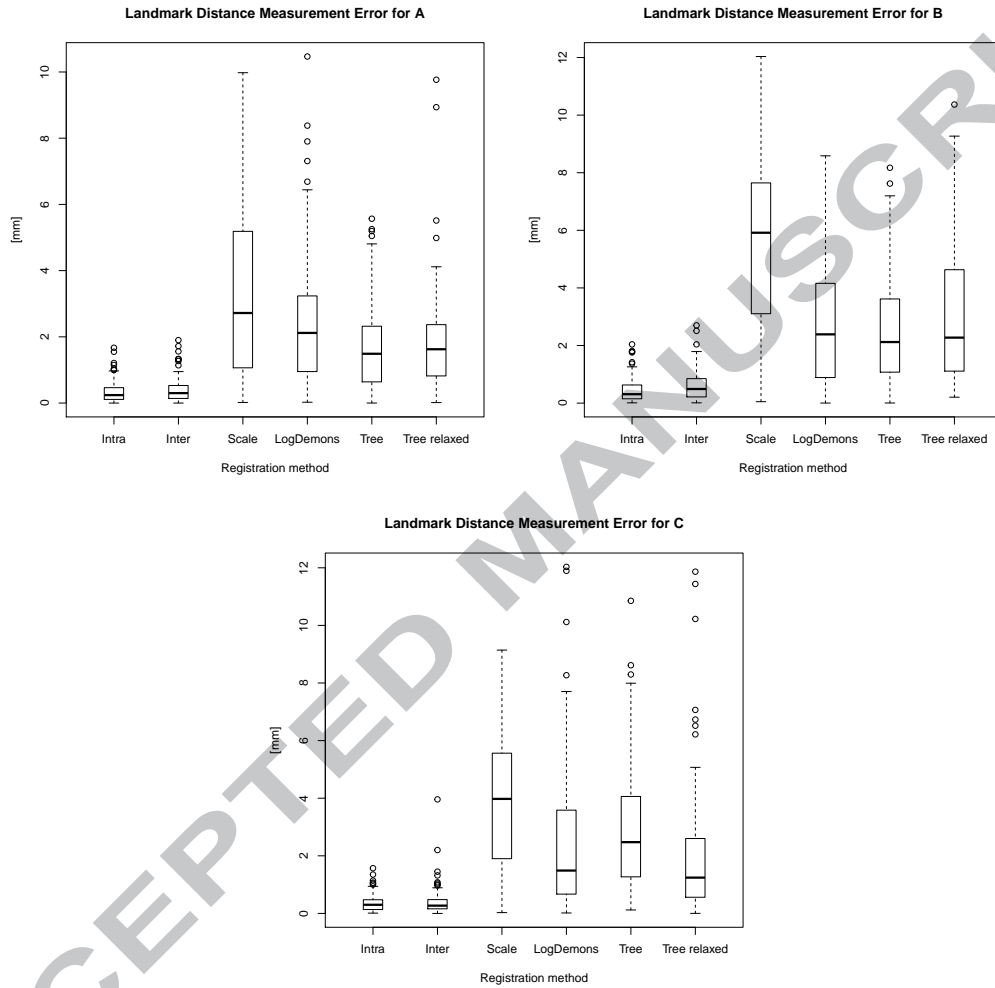 Landmark Distance Measurement Error for A
10
8
6
4
2
0
[mm]
Intra Inter Scale LogDemons Tree Tree relaxed
Registration method
Landmark Distance Measurement Error for B
12
10
8
6
4
2
0
[mm]
Intra Inter Scale LogDemons Tree Tree relaxed
Registration method
Landmark Distance Measurement Error for C
12
10
8
6
4
2
0
[mm]
Intra Inter Scale LogDemons Tree Tree relaxed
Registration method
CEPTED MANUSCRI